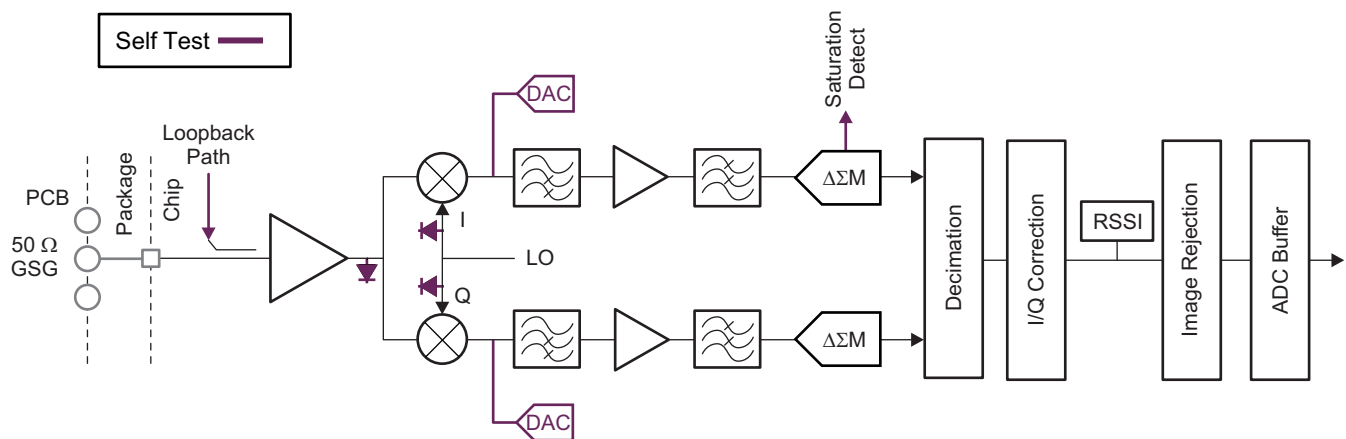 Self Test
DAC
Saturation
Detect
Loopback
Path
PCB
Package
Chip
50 Ω
GSG
I
LO
Q
ΔΣM
Decimation
I/Q Correction
RSSI
Image Rejection
ADC Buffer
ΔΣM
DAC